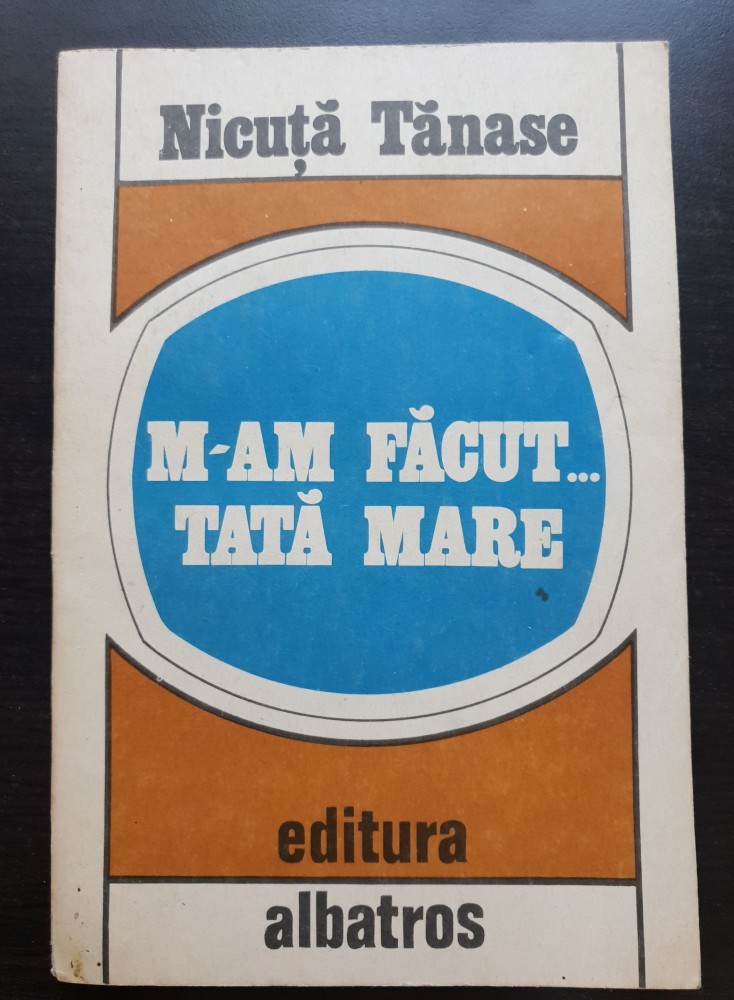 Nicuță Tănase
M-AM FĂCUT...
TATĂ MARE
editura
albatros